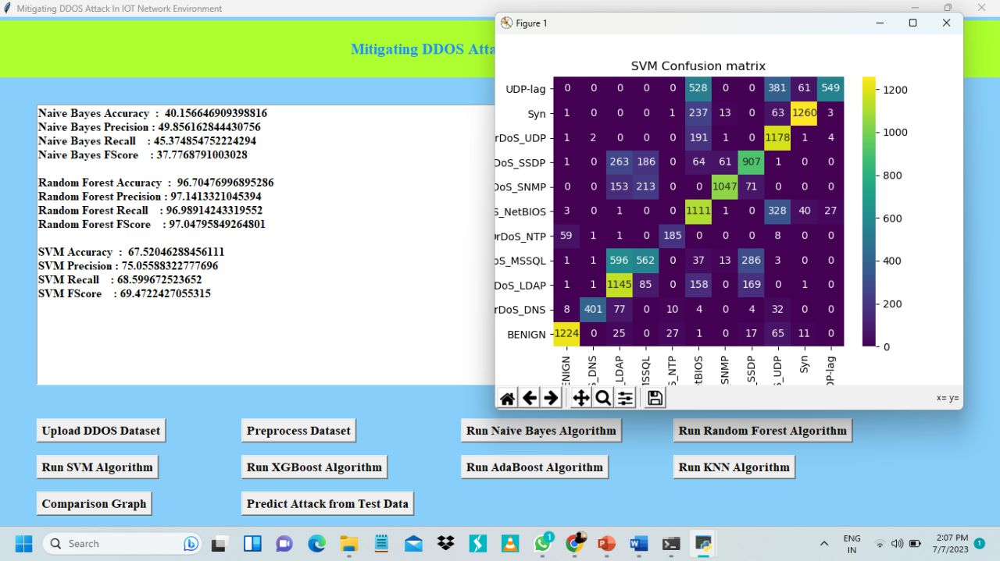 Mitigating DDOS Attack In IOT Network Environment
Mitigating DDOS Atta
Naive Bayes Accuracy : 40.156646909398816
Naive Bayes Precision : 49.856162844430756
Naive Bayes Recall : 45.374854752224294
Naive Bayes FScore : 37.7768791003028
Random Forest Accuracy : 96.70476996895286
Random Forest Precision : 97.1413321045394
Random Forest Recall : 96.98914243319552
Random Forest FScore : 97.04795849264801
SVM Accuracy : 67.52046288456111
SVM Precision : 75.05588322777696
SVM Recall : 68.599672523652
SVM FScore : 69.4722427055315
Figure 1
SVM Confusion matrix
UDP-lag 0 0 0 0 0 528 0 0 381 61 549
Syn 1 0 0 0 1 237 13 0 63 1260 3
rDoS_UDP 1 2 0 0 0 191 1 0 1178 1 4
DoS_SSDP 1 0 263 186 0 64 61 907 1 0 0
DoS_SNMP 0 0 153 213 0 0 1047 71 0 0 0
S_NetBIOS 3 0 1 0 0 1111 1 0 328 40 27
rDoS_NTP 59 1 1 0 185 0 0 0 8 0 0
oS_MSSQL 1 1 596 562 0 37 13 286 3 0 0
DoS_LDAP 1 1 1145 85 0 158 0 169 0 1 0
rDoS_DNS 8 401 77 0 10 4 0 4 32 0 0
BENIGN 1224 0 25 0 27 1 0 17 65 11 0
ENIGN S_DNS LDAP MSSQL S_NTP tBIOS SNMP SSDP S_UDP Syn DP-lag
1200
1000
800
600
400
200
0
x= y=
Upload DDOS Dataset
Preprocess Dataset
Run Naive Bayes Algorithm
Run Random Forest Algorithm
Run SVM Algorithm
Run XGBoost Algorithm
Run AdaBoost Algorithm
Run KNN Algorithm
Comparison Graph
Predict Attack from Test Data
Search
1
ENG
IN
2:07 PM
7/7/2023
1